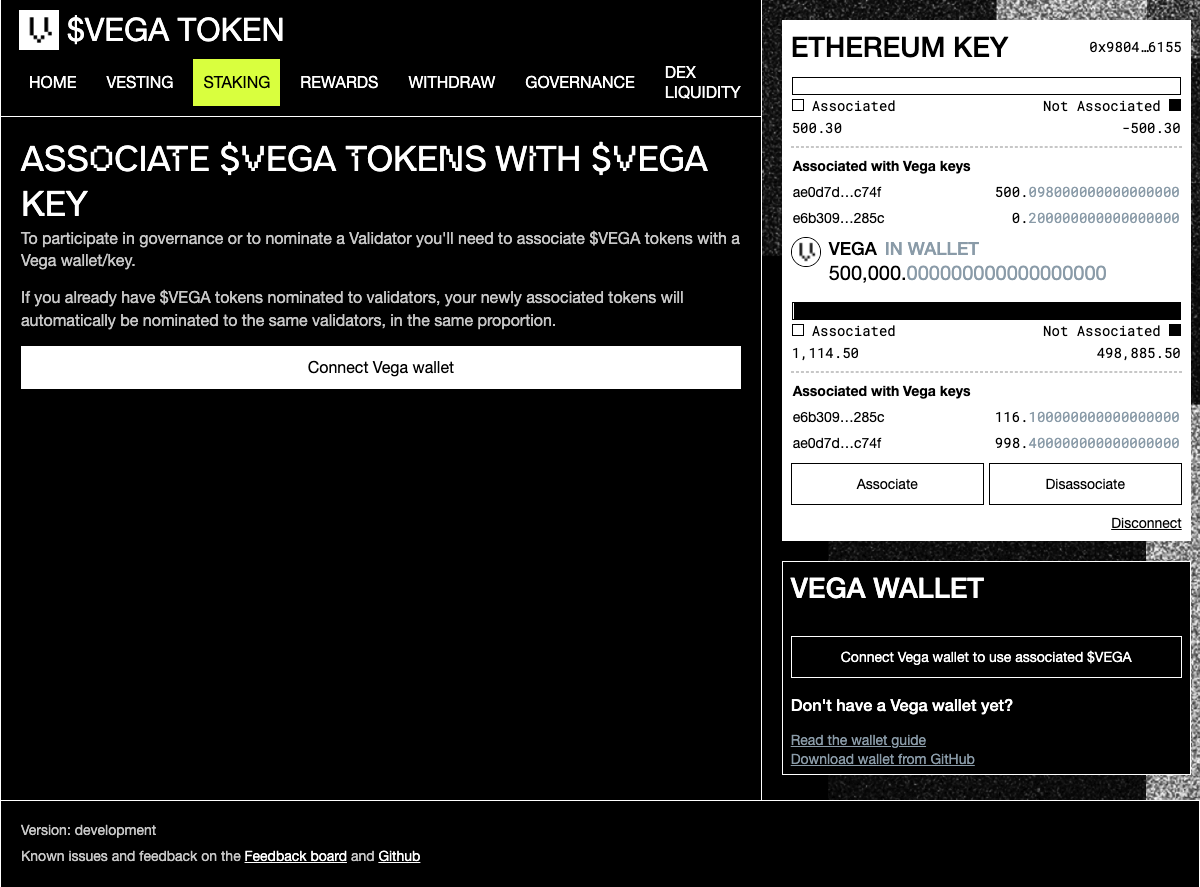 $VEGA TOKEN
HOME VESTING STAKING REWARDS WITHDRAW GOVERNANCE DEX LIQUIDITY
ASSOCIATE $VEGA TOKENS WITH $VEGA
KEY
To participate in governance or to nominate a Validator you'll need to associate $VEGA tokens with a
Vega wallet/key.
If you already have $VEGA tokens nominated to validators, your newly associated tokens will
automatically be nominated to the same validators, in the same proportion.
Connect Vega wallet
ETHEREUM KEY 0x9804…6155
Associated Not Associated
500.30 -500.30
Associated with Vega keys
ae0d7d…c74f 500.098000000000000000
e6b309…285c 0.200000000000000000
VEGA IN WALLET
500,000.000000000000000000
Associated Not Associated
1,114.50 498,885.50
Associated with Vega keys
e6b309…285c 116.100000000000000000
ae0d7d…c74f 998.400000000000000000
Associate Disassociate
Disconnect
VEGA WALLET
Connect Vega wallet to use associated $VEGA
Don't have a Vega wallet yet?
Read the wallet guide
Download wallet from GitHub
Version: development
Known issues and feedback on the Feedback board and Github